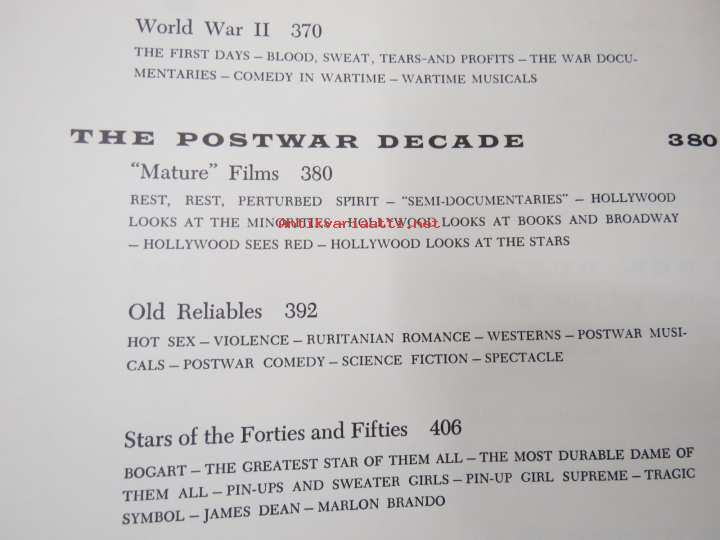 World War II 370
THE FIRST DAYS – BLOOD, SWEAT, TEARS–AND PROFITS – THE WAR DOCU-
MENTARIES – COMEDY IN WARTIME – WARTIME MUSICALS
THE POSTWAR DECADE 380
"Mature" Films 380
REST, REST, PERTURBED SPIRIT – "SEMI-DOCUMENTARIES" – HOLLYWOOD
LOOKS AT THE MINORITIES – HOLLYWOOD LOOKS AT BOOKS AND BROADWAY
Antikvariaatti.net
– HOLLYWOOD SEES RED – HOLLYWOOD LOOKS AT THE STARS
Old Reliables 392
HOT SEX – VIOLENCE – RURITANIAN ROMANCE – WESTERNS – POSTWAR MUSI-
CALS – POSTWAR COMEDY – SCIENCE FICTION – SPECTACLE
Stars of the Forties and Fifties 406
BOGART – THE GREATEST STAR OF THEM ALL – THE MOST DURABLE DAME OF
THEM ALL – PIN-UPS AND SWEATER GIRLS – PIN-UP GIRL SUPREME – TRAGIC
SYMBOL – JAMES DEAN – MARLON BRANDO